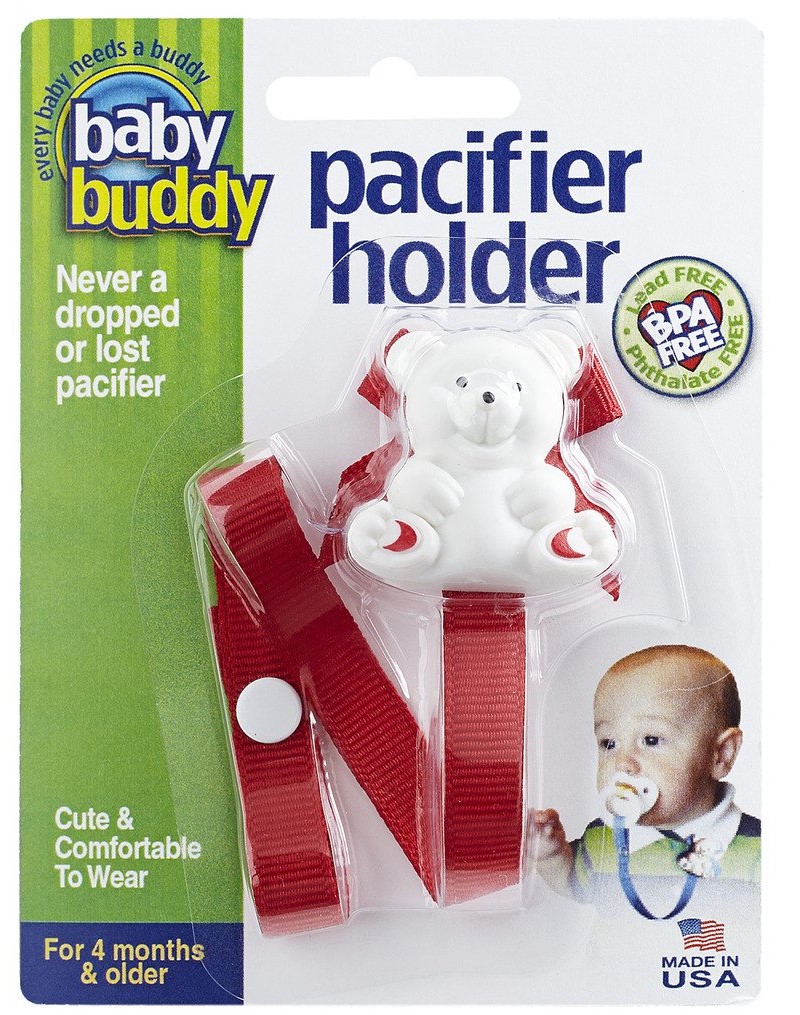 every baby needs a buddy
baby
buddy
pacifier
holder
Never a
dropped
or lost
pacifier
Lead FREE
BPA
FREE
Phthalate FREE
Cute &
Comfortable
To Wear
For 4 months
& older
MADE IN
USA